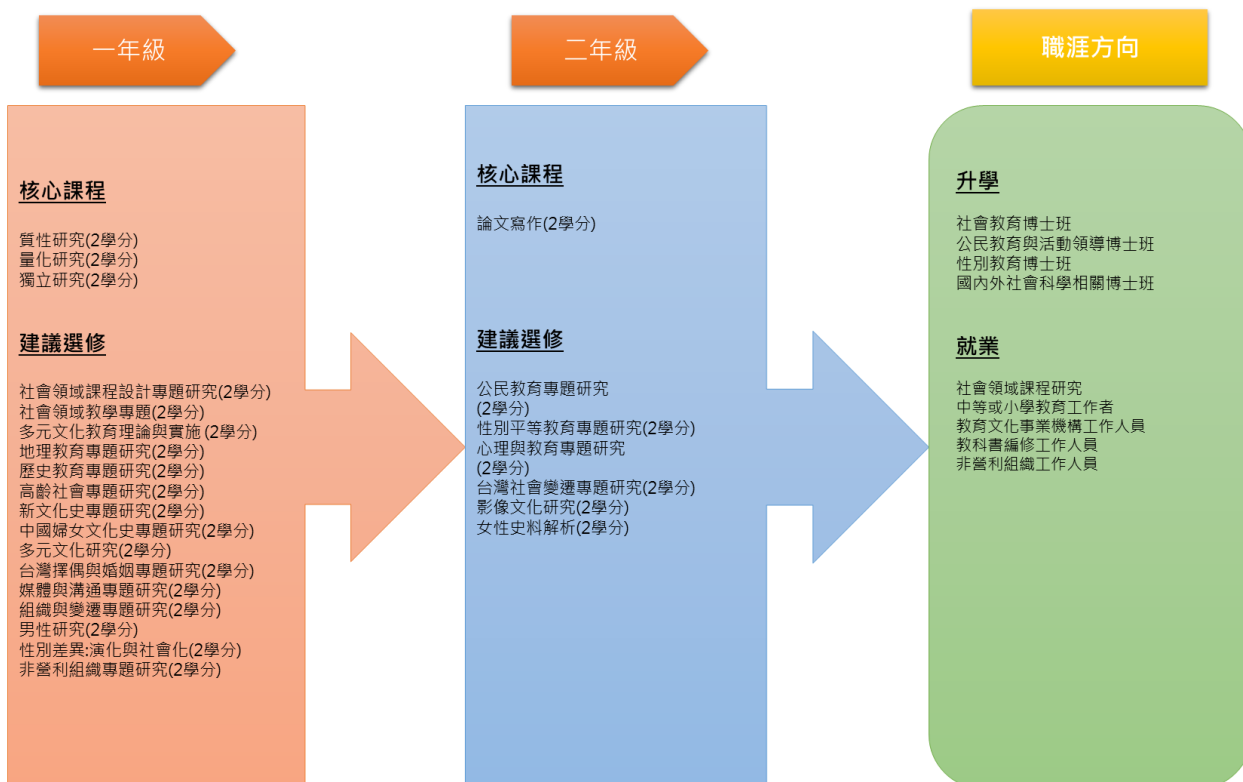 一年級
核心課程
質性研究(2學分)
量化研究(2學分)
獨立研究(2學分)
建議選修
社會領域課程設計專題研究(2學分)
社會領域教學專題(2學分)
多元文化教育理論與實施 (2學分)
地理教育專題研究(2學分)
歷史教育專題研究(2學分)
高齡社會專題研究(2學分)
新文化史專題研究(2學分)
中國婦女文化史專題研究(2學分)
多元文化研究(2學分)
台灣擇偶與婚姻專題研究(2學分)
媒體與溝通專題研究(2學分)
組織與變遷專題研究(2學分)
男性研究(2學分)
性別差異:演化與社會化(2學分)
非營利組織專題研究(2學分)
二年級
核心課程
論文寫作(2學分)
建議選修
公民教育專題研究
(2學分)
性別平等教育專題研究(2學分)
心理與教育專題研究
(2學分)
台灣社會變遷專題研究(2學分)
影像文化研究(2學分)
女性史料解析(2學分)
職涯方向
升學
社會教育博士班
公民教育與活動領導博士班
性別教育博士班
國內外社會科學相關博士班
就業
社會領域課程研究
中等或小學教育工作者
教育文化事業機構工作人員
教科書編修工作人員
非營利組織工作人員